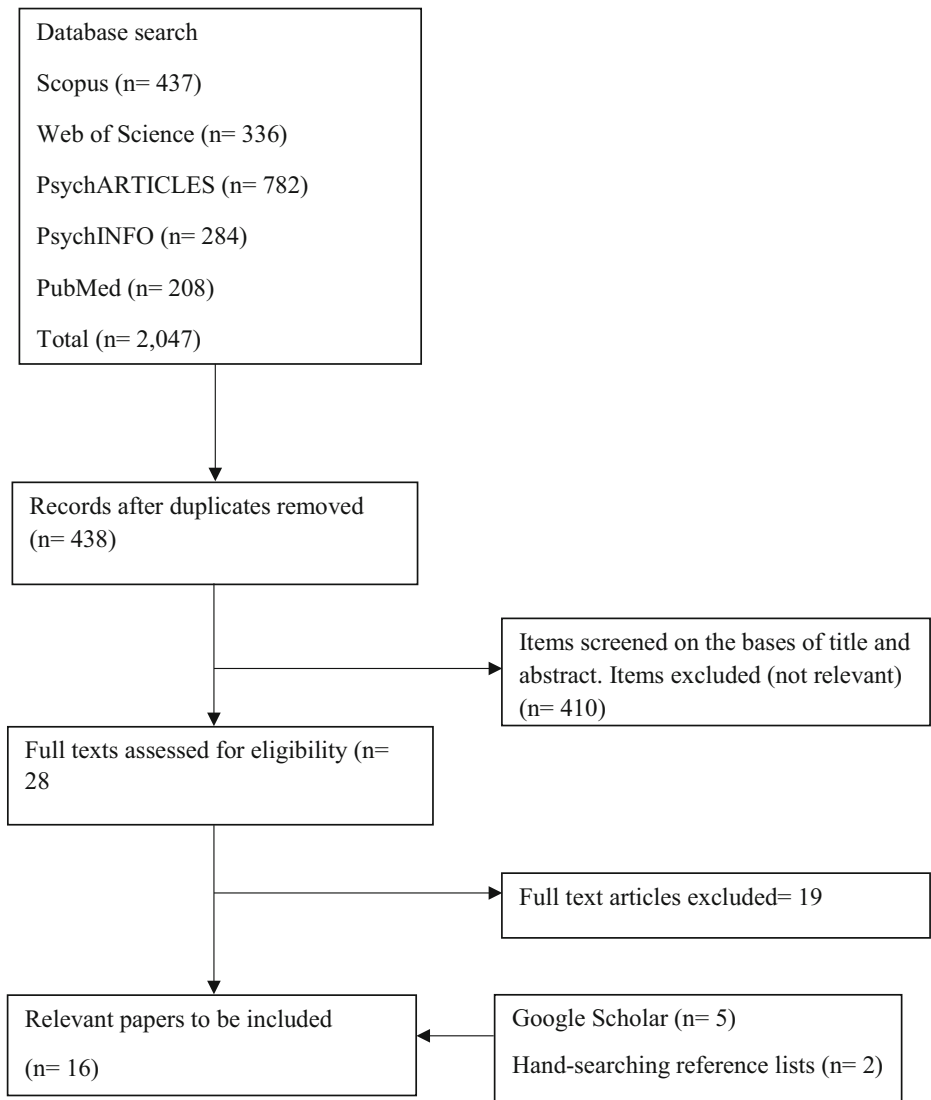 Database search
Scopus (n= 437)
Web of Science (n= 336)
PsychARTICLES (n= 782)
PsychINFO (n= 284)
PubMed (n= 208)
Total (n= 2,047)
Records after duplicates removed
(n= 438)
Items screened on the bases of title and
abstract. Items excluded (not relevant)
(n= 410)
Full texts assessed for eligibility (n=
28
Full text articles excluded= 19
Relevant papers to be included
(n= 16)
Google Scholar (n= 5)
Hand-searching reference lists (n= 2)